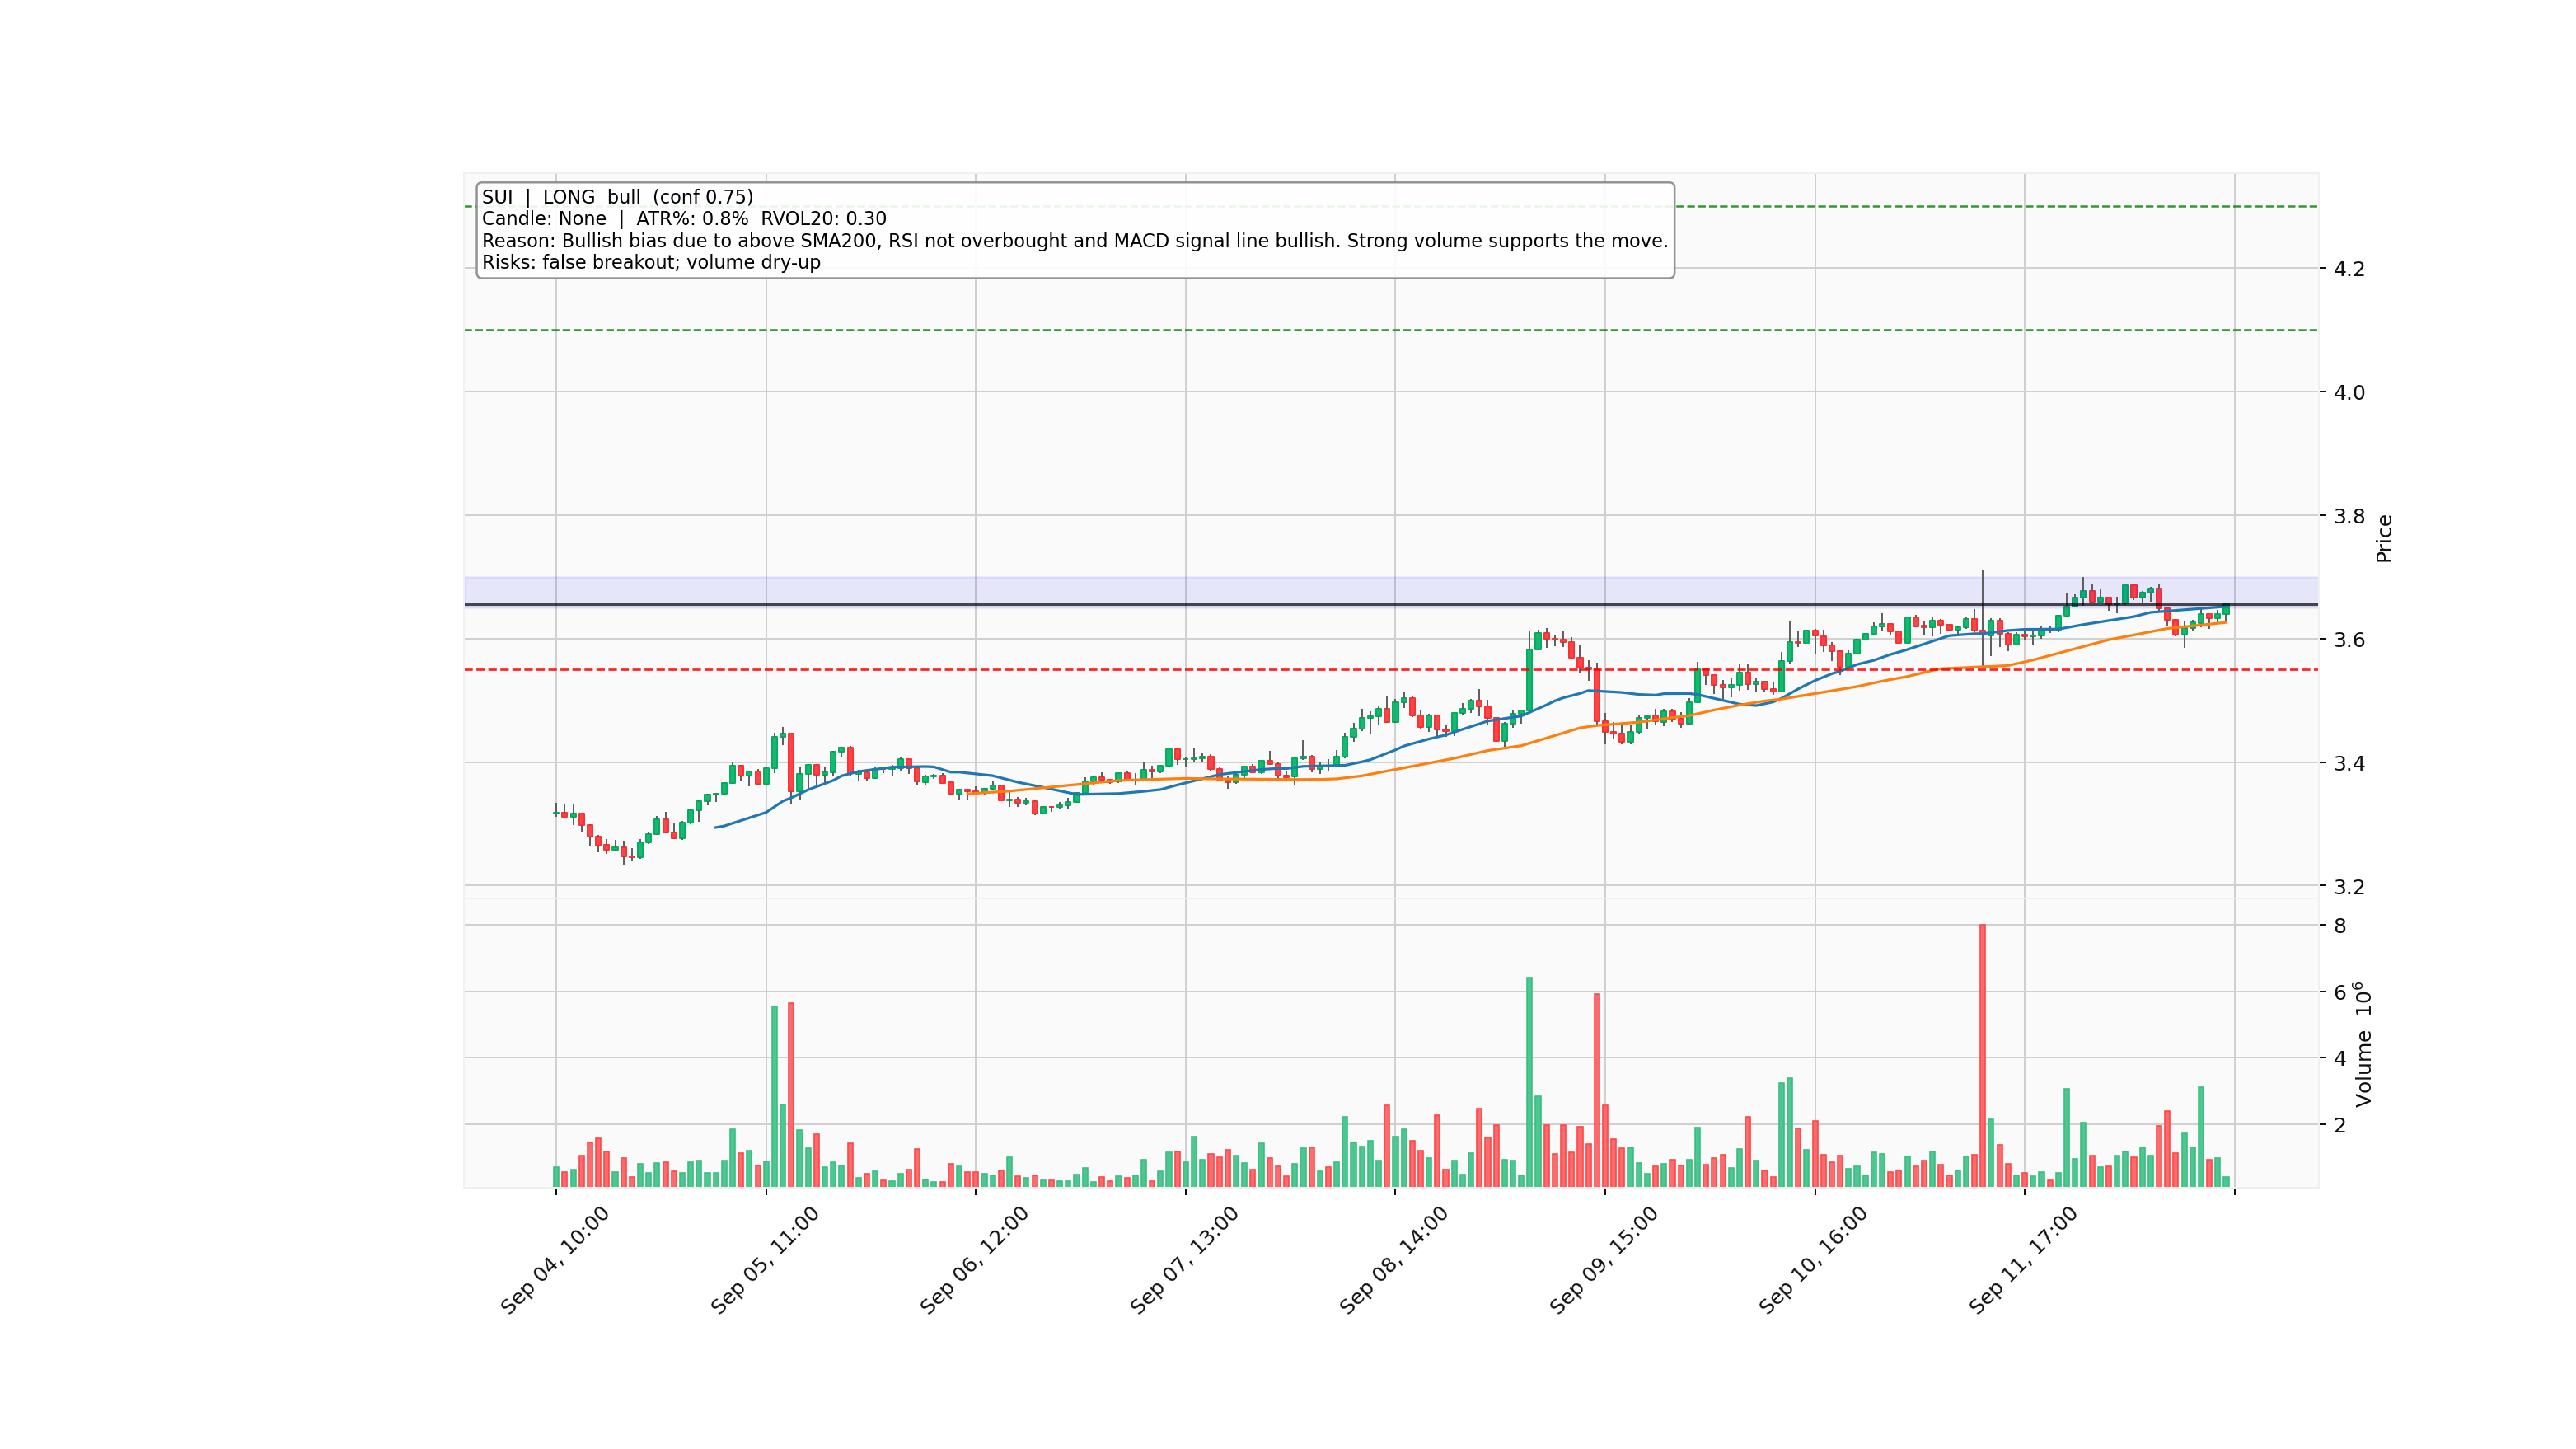 SUI | LONG bull (conf 0.75)
Candle: None | ATR%: 0.8% RVOL20: 0.30
Reason: Bullish bias due to above SMA200, RSI not overbought and MACD signal line bullish. Strong volume supports the move.
Risks: false breakout; volume dry-up
4.2
4.0
3.8
3.6
3.4
3.2
Price
8
6
4
2
Volume 10^6
Sep 04, 10:00
Sep 05, 11:00
Sep 06, 12:00
Sep 07, 13:00
Sep 08, 14:00
Sep 09, 15:00
Sep 10, 16:00
Sep 11, 17:00